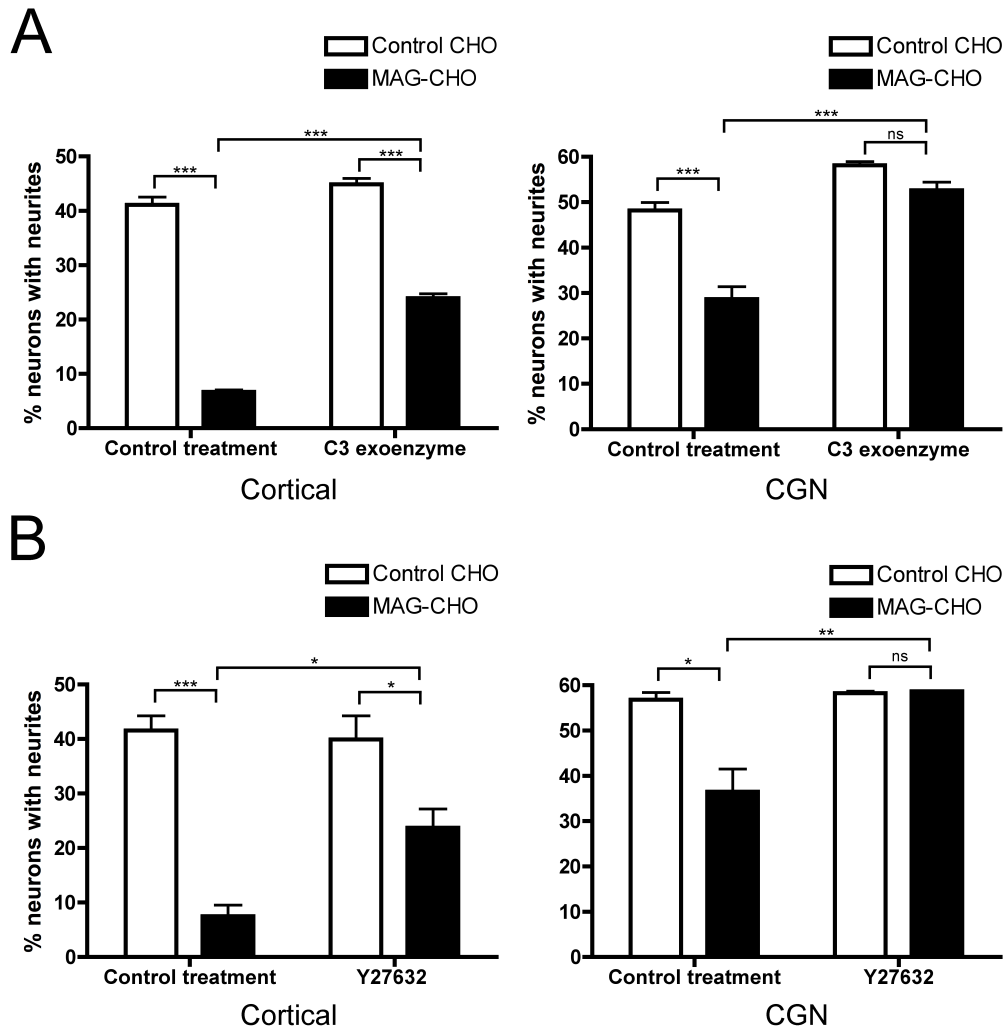 A
Control CHO
MAG-CHO
Control CHO
MAG-CHO
% neurons with neurites
50
40
30
20
10
0
***
***
***
Control treatment
C3 exoenzyme
Cortical
% neurons with neurites
60
50
40
30
20
10
0
***
***
ns
Control treatment
C3 exoenzyme
CGN
B
Control CHO
MAG-CHO
Control CHO
MAG-CHO
% neurons with neurites
50
40
30
20
10
0
***
*
*
Control treatment
Y27632
Cortical
% neurons with neurites
60
50
40
30
20
10
0
*
**
ns
Control treatment
Y27632
CGN